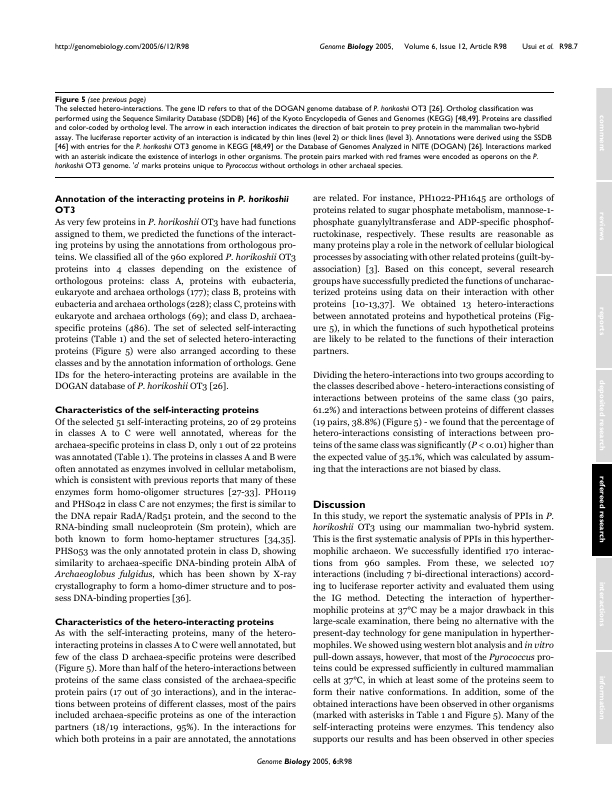 http://genomebiology.com/2005/6/12/R98
Genome Biology 2005, Volume 6, Issue 12, Article R98 Usui et al. R98.7
Figure 5 (see previous page)
The selected hetero-interactions. The gene ID refers to that of the DOGAN genome database of P. horikoshii OT3 [26]. Ortholog classification was
performed using the Sequence Similarity Database (SDDB) [46] of the Kyoto Encyclopedia of Genes and Genomes (KEGG) [48,49]. Proteins are classified
and color-coded by ortholog level. The arrow in each interaction indicates the direction of bait protein to prey protein in the mammalian two-hybrid
assay. The luciferase reporter activity of an interaction is indicated by thin lines (level 2) or thick lines (level 3). Annotations were derived using the SSDB
[46] with entries for the P. horikoshii OT3 genome in KEGG [48,49] or the Database of Genomes Analyzed in NITE (DOGAN) [26]. Interactions marked
with an asterisk indicate the existence of interlogs in other organisms. The protein pairs marked with red frames were encoded as operons on the P.
horikoshii OT3 genome. 'd' marks proteins unique to Pyrococcus without orthologs in other archaeal species.
Annotation of the interacting proteins in P. horikoshii
OT3
As very few proteins in P. horikoshii OT3 have had functions
assigned to them, we predicted the functions of the interact-
ing proteins by using the annotations from orthologous pro-
teins. We classified all of the 960 explored P. horikoshii OT3
proteins into 4 classes depending on the existence of
orthologous proteins: class A, proteins with eubacteria,
eukaryote and archaea orthologs (177); class B, proteins with
eubacteria and archaea orthologs (228); class C, proteins with
eukaryote and archaea orthologs (69); and class D, archaea-
specific proteins (486). The set of selected self-interacting
proteins (Table 1) and the set of selected hetero-interacting
proteins (Figure 5) were also arranged according to these
classes and by the annotation information of orthologs. Gene
IDs for the hetero-interacting proteins are available in the
DOGAN database of P. horikoshii OT3 [26].
Characteristics of the self-interacting proteins
Of the selected 51 self-interacting proteins, 20 of 29 proteins
in classes A to C were well annotated, whereas for the
archaea-specific proteins in class D, only 1 out of 22 proteins
was annotated (Table 1). The proteins in classes A and B were
often annotated as enzymes involved in cellular metabolism,
which is consistent with previous reports that many of these
enzymes form homo-oligomer structures [27-33]. PH0119
and PHS042 in class C are not enzymes; the first is similar to
the DNA repair RadA/Rad51 protein, and the second to the
RNA-binding small nucleoprotein (Sm protein), which are
both known to form homo-heptamer structures [34,35].
PHS053 was the only annotated protein in class D, showing
similarity to archaea-specific DNA-binding protein AlbA of
Archaeoglobus fulgidus, which has been shown by X-ray
crystallography to form a homo-dimer structure and to pos-
sess DNA-binding properties [36].
Characteristics of the hetero-interacting proteins
As with the self-interacting proteins, many of the hetero-
interacting proteins in classes A to C were well annotated, but
few of the class D archaea-specific proteins were described
(Figure 5). More than half of the hetero-interactions between
proteins of the same class consisted of the archaea-specific
protein pairs (17 out of 30 interactions), and in the interac-
tions between proteins of different classes, most of the pairs
included archaea-specific proteins as one of the interaction
partners (18/19 interactions, 95%). In the interactions for
which both proteins in a pair are annotated, the annotations
are related. For instance, PH1022-PH1645 are orthologs of
proteins related to sugar phosphate metabolism, mannose-1-
phosphate guanylyltransferase and ADP-specific phosphof-
ructokinase, respectively. These results are reasonable as
many proteins play a role in the network of cellular biological
processes by associating with other related proteins (guilt-by-
association) [3]. Based on this concept, several research
groups have successfully predicted the functions of uncharac-
terized proteins using data on their interaction with other
proteins [10-13,37]. We obtained 13 hetero-interactions
between annotated proteins and hypothetical proteins (Fig-
ure 5), in which the functions of such hypothetical proteins
are likely to be related to the functions of their interaction
partners.
Dividing the hetero-interactions into two groups according to
the classes described above - hetero-interactions consisting of
interactions between proteins of the same class (30 pairs,
61.2%) and interactions between proteins of different classes
(19 pairs, 38.8%) (Figure 5) - we found that the percentage of
hetero-interactions consisting of interactions between pro-
teins of the same class was significantly (P < 0.01) higher than
the expected value of 35.1%, which was calculated by assum-
ing that the interactions are not biased by class.
Discussion
In this study, we report the systematic analysis of PPIs in P.
horikoshii OT3 using our mammalian two-hybrid system.
This is the first systematic analysis of PPIs in this hyperther-
mophilic archaeon. We successfully identified 170 interac-
tions from 960 samples. From these, we selected 107
interactions (including 7 bi-directional interactions) accord-
ing to luciferase reporter activity and evaluated them using
the IG method. Detecting the interaction of hyperther-
mophilic proteins at 37°C may be a major drawback in this
large-scale examination, there being no alternative with the
present-day technology for gene manipulation in hyperther-
mophiles. We showed using western blot analysis and in vitro
pull-down assays, however, that most of the Pyrococcus pro-
teins could be expressed sufficiently in cultured mammalian
cells at 37°C, in which at least some of the proteins seem to
form their native conformations. In addition, some of the
obtained interactions have been observed in other organisms
(marked with asterisks in Table 1 and Figure 5). Many of the
self-interacting proteins were enzymes. This tendency also
supports our results and has been observed in other species
comment
reviews
reports
deposited research
refereed research
interactions
information
Genome Biology 2005, 6:R98